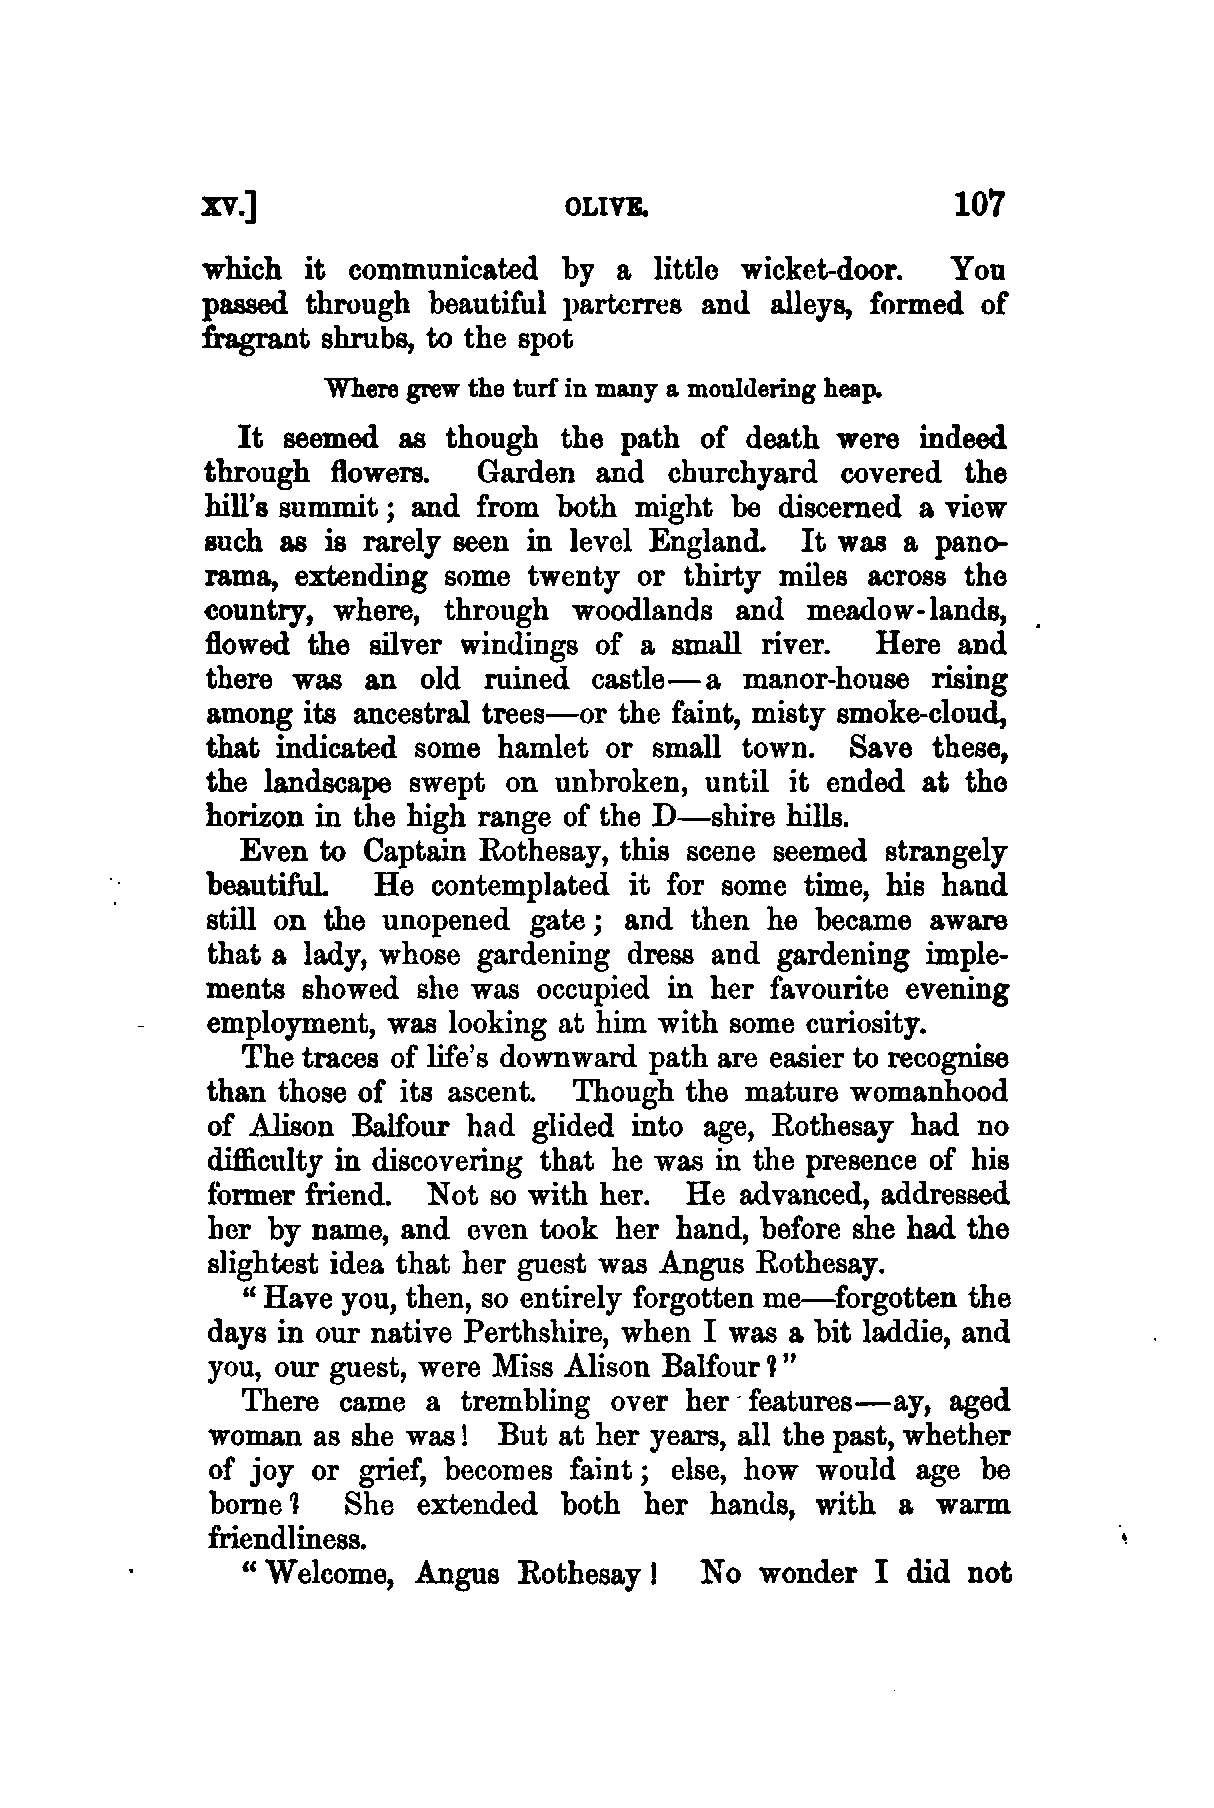 XV.] OLIVE. 107
which it communicated by a little wicket-door. You
passed through beautiful parterres and alleys, formed of
fragrant shrubs, to the spot
Where grew the turf in many a mouldering heap.
It seemed as though the path of death were indeed
through flowers. Garden and churchyard covered the
hill's summit; and from both might be discerned a view
such as is rarely seen in level England. It was a pano-
rama, extending some twenty or thirty miles across the
country, where, through woodlands and meadow-lands,
flowed the silver windings of a small river. Here and
there was an old ruined castle—a manor-house rising
among its ancestral trees—or the faint, misty smoke-cloud,
that indicated some hamlet or small town. Save these,
the landscape swept on unbroken, until it ended at the
horizon in the high range of the D—shire hills.
Even to Captain Rothesay, this scene seemed strangely
beautiful. He contemplated it for some time, his hand
still on the unopened gate; and then he became aware
that a lady, whose gardening dress and gardening imple-
ments showed she was occupied in her favourite evening
employment, was looking at him with some curiosity.
The traces of life's downward path are easier to recognise
than those of its ascent. Though the mature womanhood
of Alison Balfour had glided into age, Rothesay had no
difficulty in discovering that he was in the presence of his
former friend. Not so with her. He advanced, addressed
her by name, and even took her hand, before she had the
slightest idea that her guest was Angus Rothesay.
"Have you, then, so entirely forgotten me—forgotten the
days in our native Perthshire, when I was a bit laddie, and
you, our guest, were Miss Alison Balfour?"
There came a trembling over her features—ay, aged
woman as she was! But at her years, all the past, whether
of joy or grief, becomes faint; else, how would age be
borne? She extended both her hands, with a warm
friendliness.
"Welcome, Angus Rothesay! No wonder I did not